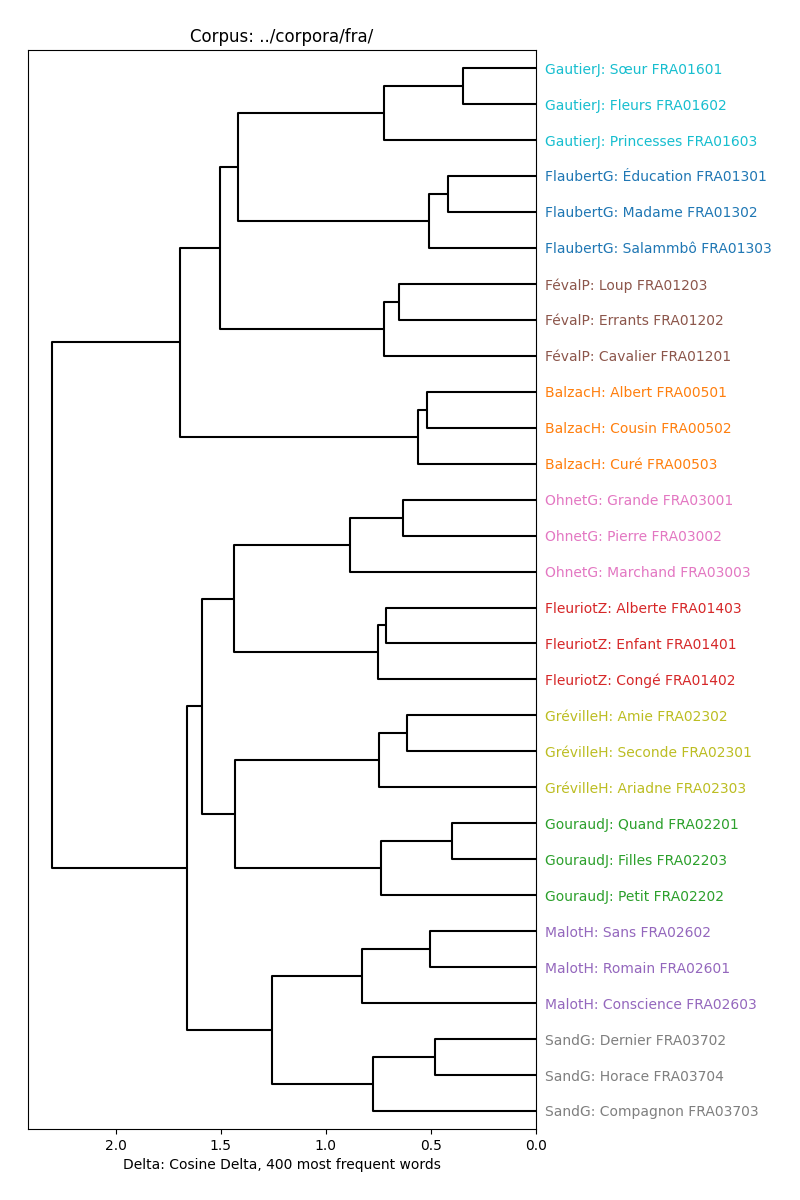 Corpus: ../corpora/fra/
GautierJ: Sœur FRA01601
GautierJ: Fleurs FRA01602
GautierJ: Princesses FRA01603
FlaubertG: Éducation FRA01301
FlaubertG: Madame FRA01302
FlaubertG: Salammbô FRA01303
FévalP: Loup FRA01203
FévalP: Errants FRA01202
FévalP: Cavalier FRA01201
BalzacH: Albert FRA00501
BalzacH: Cousin FRA00502
BalzacH: Curé FRA00503
OhnetG: Grande FRA03001
OhnetG: Pierre FRA03002
OhnetG: Marchand FRA03003
FleuriotZ: Alberte FRA01403
FleuriotZ: Enfant FRA01401
FleuriotZ: Congé FRA01402
GrévilleH: Amie FRA02302
GrévilleH: Seconde FRA02301
GrévilleH: Ariadne FRA02303
GouraudJ: Quand FRA02201
GouraudJ: Filles FRA02203
GouraudJ: Petit FRA02202
MalotH: Sans FRA02602
MalotH: Romain FRA02601
MalotH: Conscience FRA02603
SandG: Dernier FRA03702
SandG: Horace FRA03704
SandG: Compagnon FRA03703
2.0 1.5 1.0 0.5 0.0
Delta: Cosine Delta, 400 most frequent words